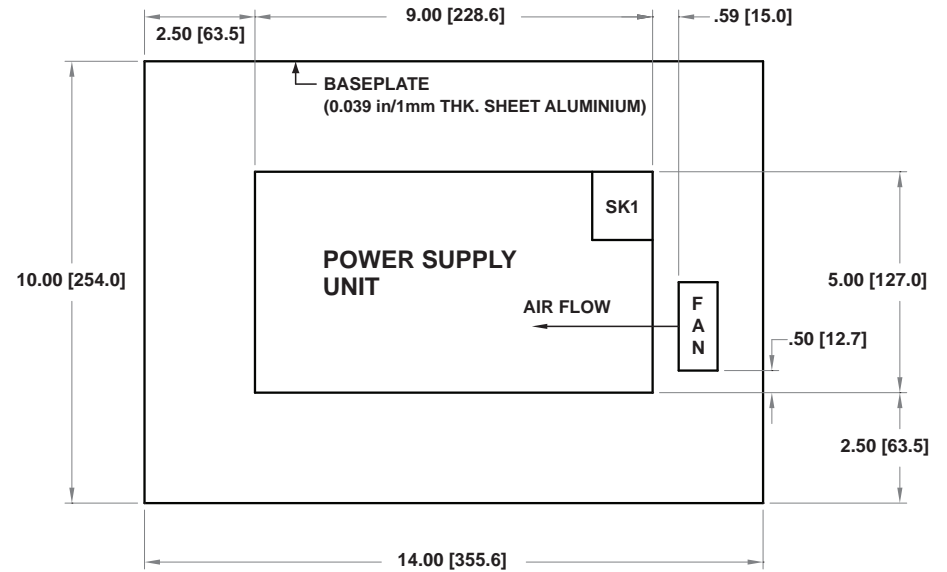 9.00 [228.6]
.59 [15.0]
2.50 [63.5]
BASEPLATE
(0.039 in/1mm THK. SHEET ALUMINIUM)
SK1
POWER SUPPLY
UNIT
10.00 [254.0]
5.00 [127.0]
AIR FLOW
F
A
N
.50 [12.7]
2.50 [63.5]
14.00 [355.6]